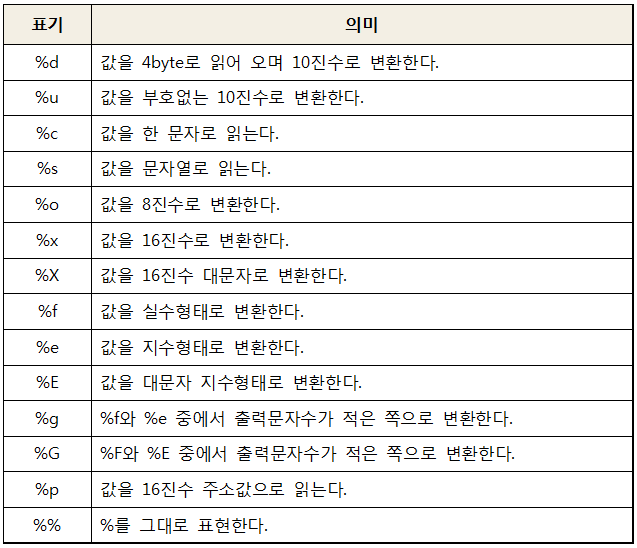 표기 의미
%d 값을 4byte로 읽어 오며 10진수로 변환한다.
%u 값을 부호없는 10진수로 변환한다.
%c 값을 한 문자로 읽는다.
%s 값을 문자열로 읽는다.
%o 값을 8진수로 변환한다.
%x 값을 16진수로 변환한다.
%X 값을 16진수 대문자로 변환한다.
%f 값을 실수형태로 변환한다.
%e 값을 지수형태로 변환한다.
%E 값을 대문자 지수형태로 변환한다.
%g %f와 %e 중에서 출력문자수가 적은 쪽으로 변환한다.
%G %F와 %E 중에서 출력문자수가 적은 쪽으로 변환한다.
%p 값을 16진수 주소값으로 읽는다.
%% %를 그대로 표현한다.